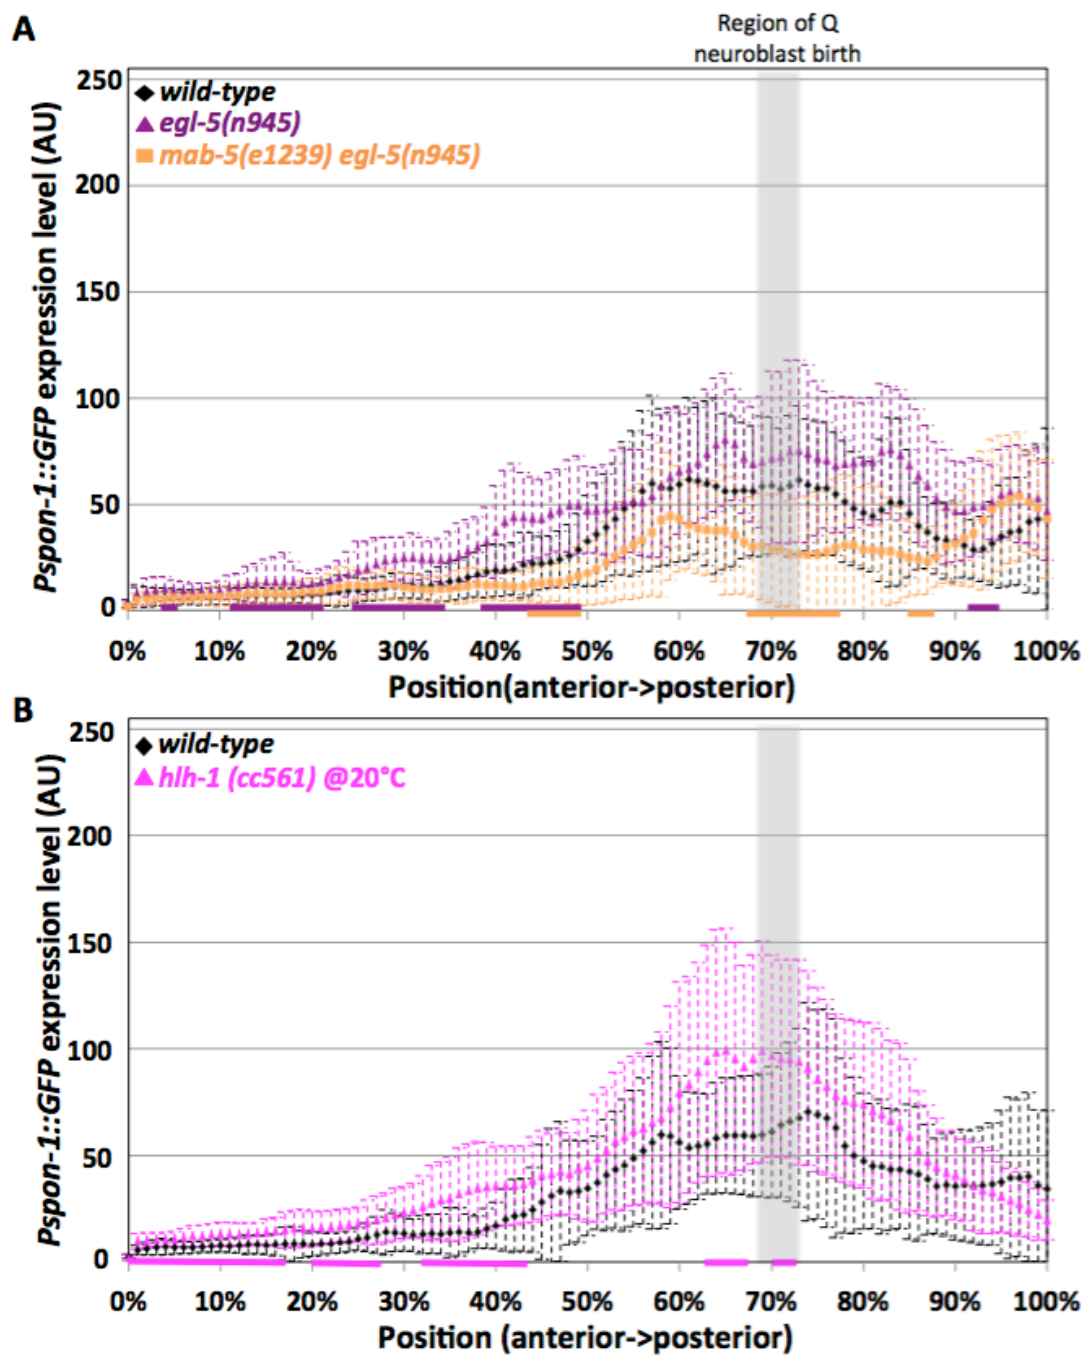 A
Region of Q
neuroblast birth
Pspon-1::GFP expression level (AU)
250
200
150
100
50
0
wild-type
egl-5(n945)
mab-5(e1239) egl-5(n945)
0% 10% 20% 30% 40% 50% 60% 70% 80% 90% 100%
Position(anterior->posterior)
B
Pspon-1::GFP expression level (AU)
250
200
150
100
50
0
wild-type
hlh-1 (cc561) @20°C
0% 10% 20% 30% 40% 50% 60% 70% 80% 90% 100%
Position (anterior->posterior)